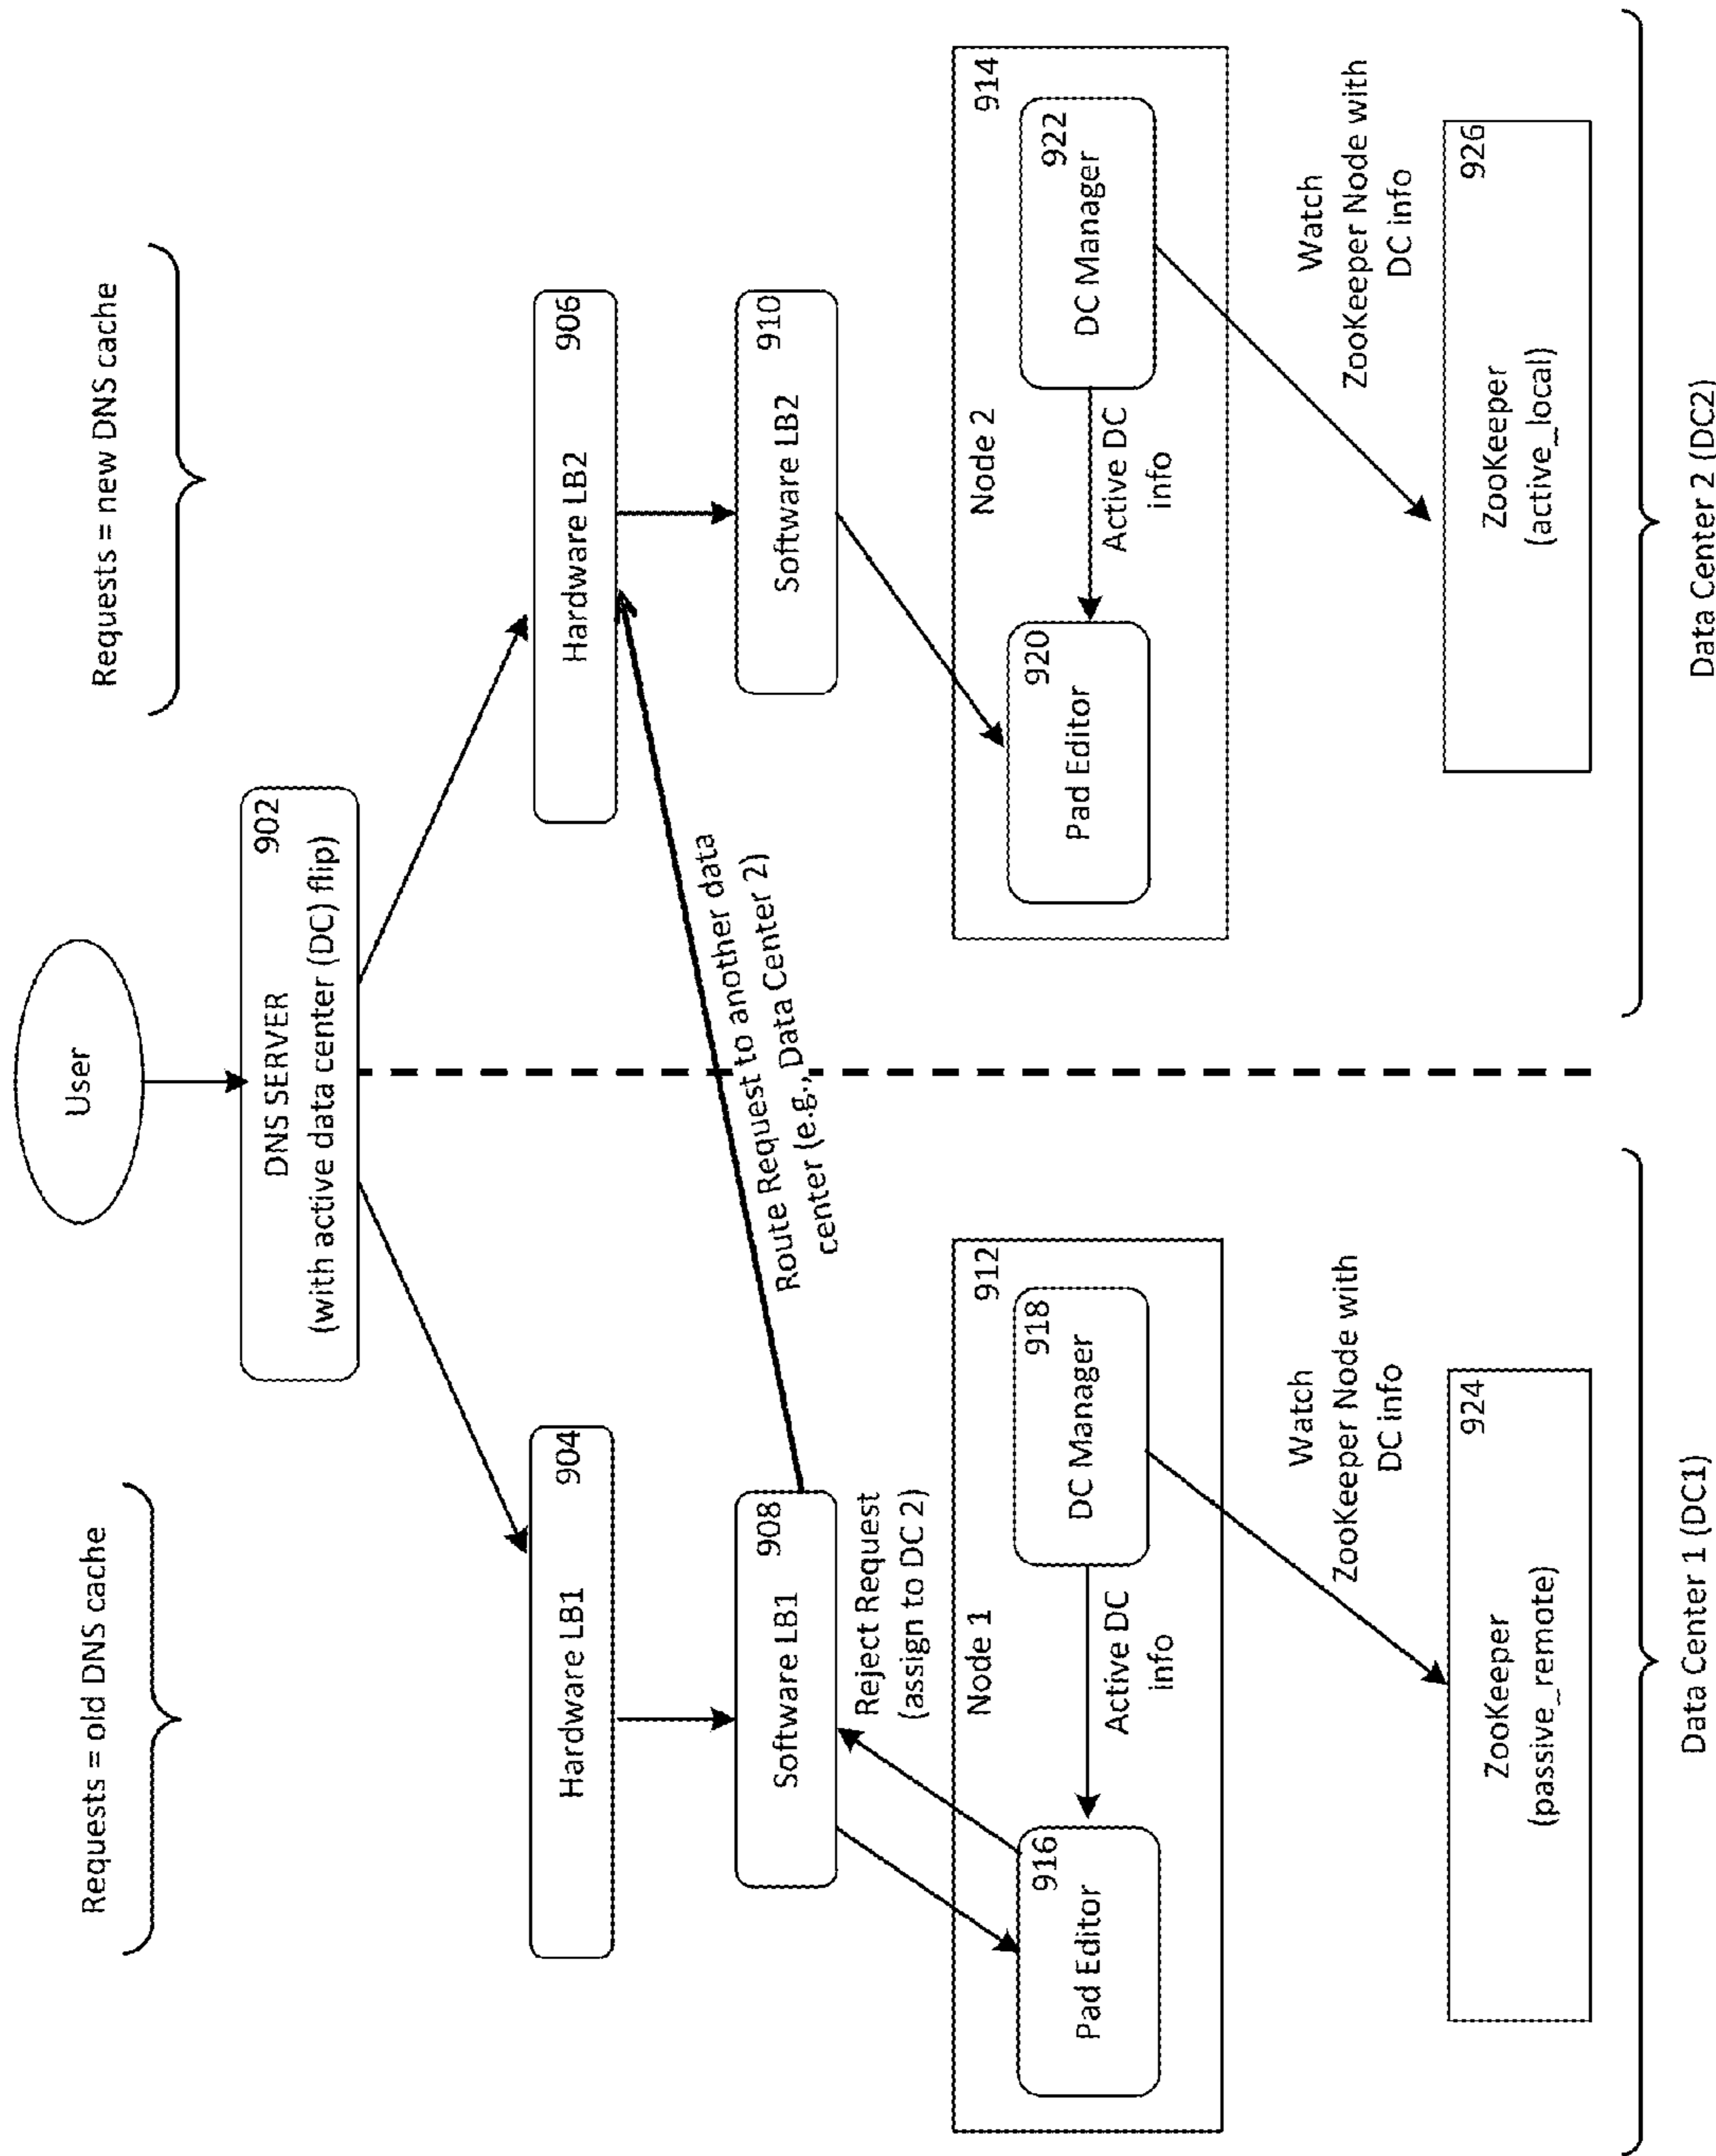 User
Requests = old DNS cache
Requests = new DNS cache
DNS SERVER
902
(with active data center (DC) flip)
Hardware LB1
904
Hardware LB2
906
Software LB1
908
Software LB2
910
Route Request to another data
center (e.g., Data Center 2)
Reject Request
(assign to DC 2)
Node 1
912
Pad Editor
916
Active DC
info
DC Manager
918
Node 2
914
Pad Editor
920
Active DC
info
DC Manager
922
Watch
ZooKeeper Node with
DC info
Watch
ZooKeeper Node with
DC info
ZooKeeper
(passive_remote)
924
ZooKeeper
(active_local)
926
Data Center 1 (DC1)
Data Center 2 (DC2)